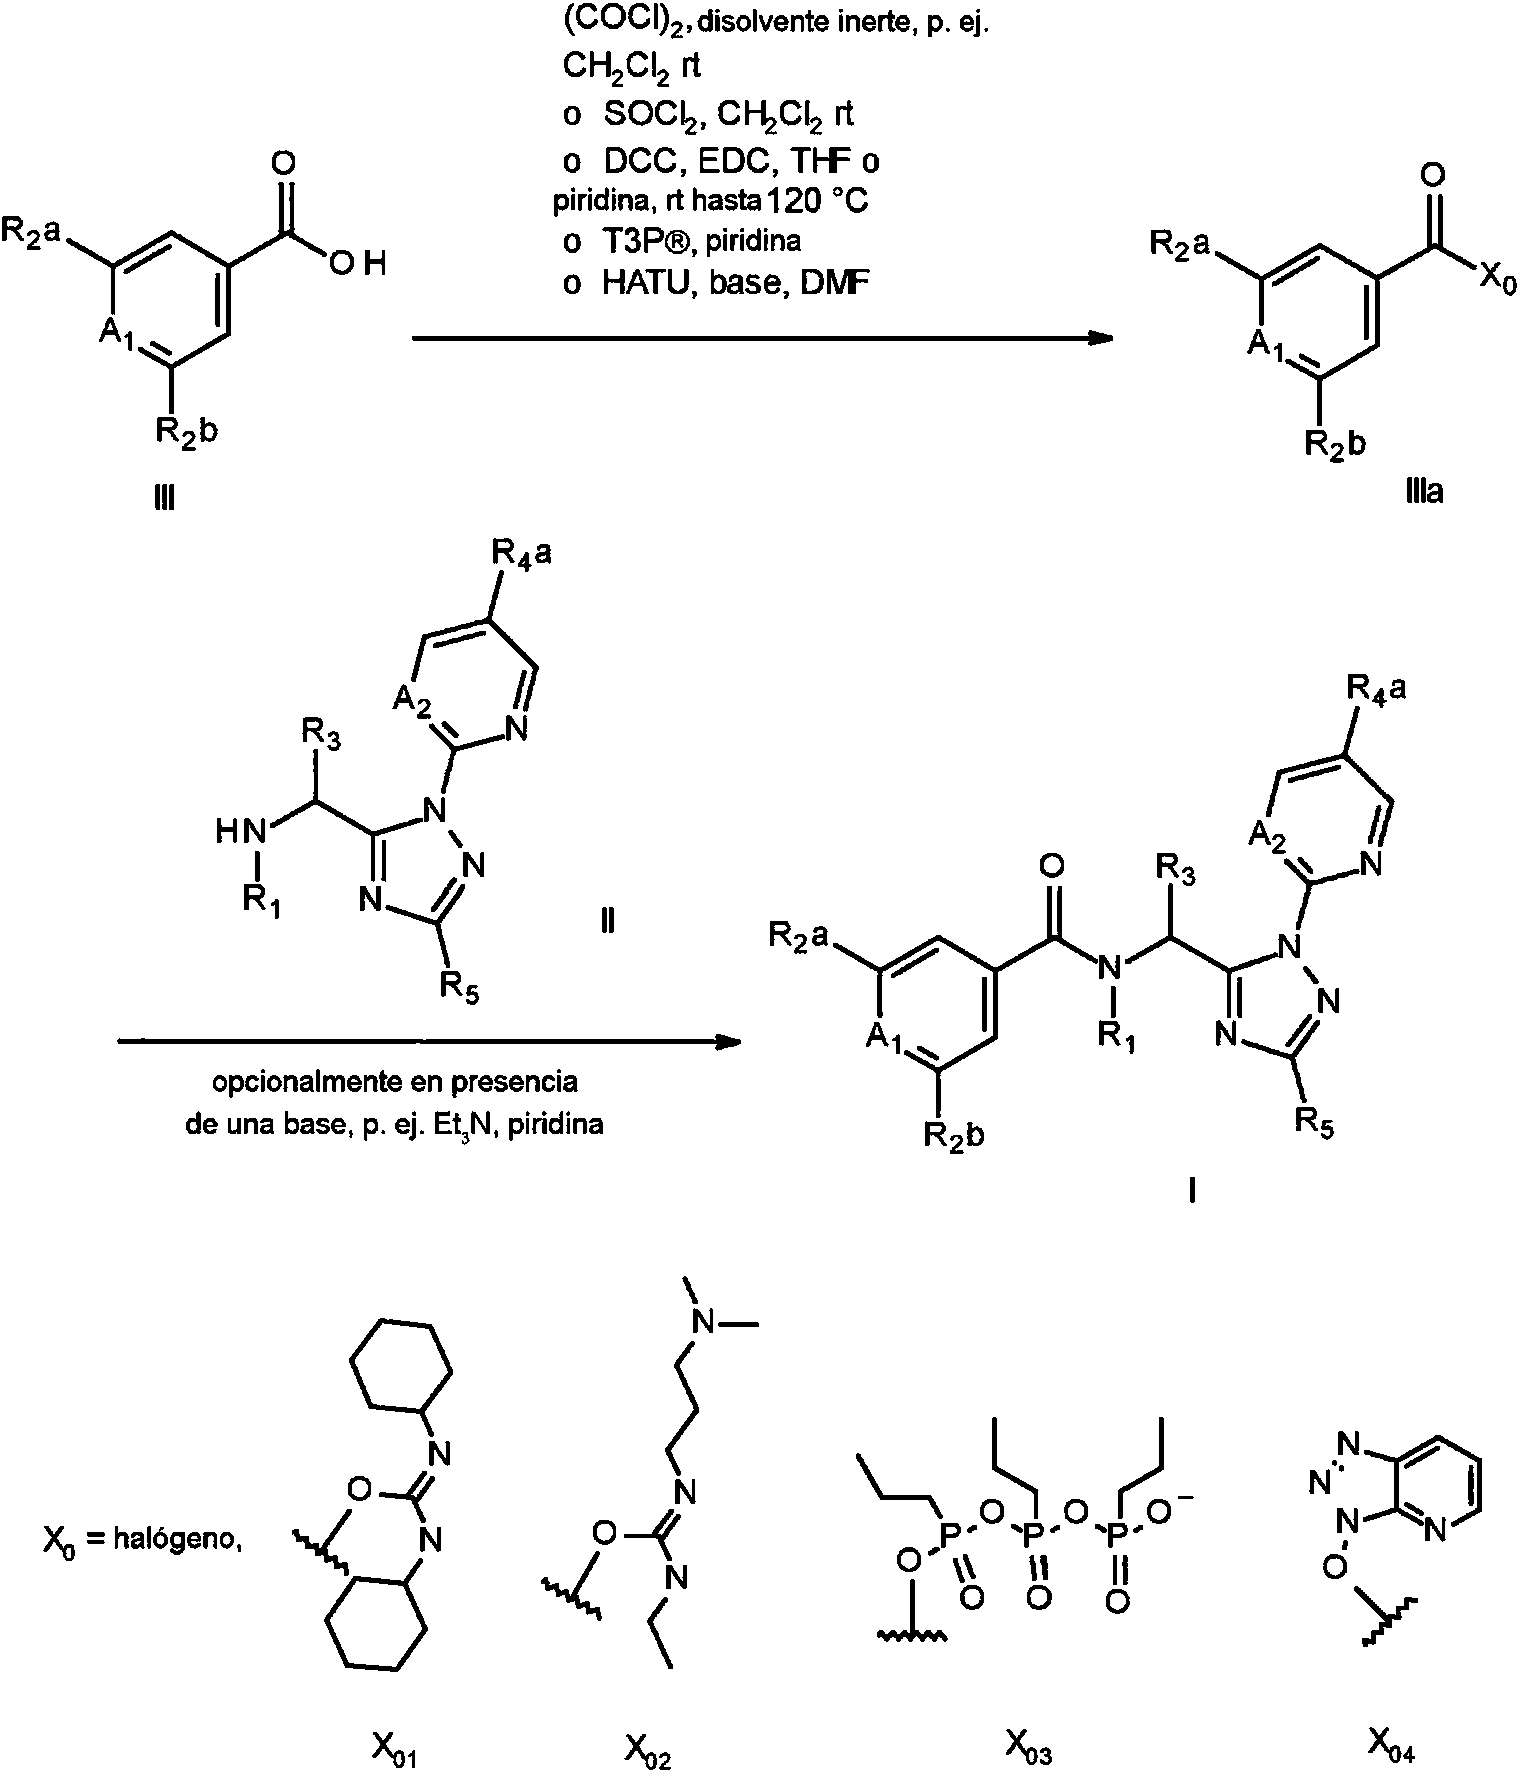 (COCl)₂, disolvente inerte, p. ej.
CH₂Cl₂ rt
o SOCl₂, CH₂Cl₂ rt
o DCC, EDC, THF o
piridina, rt hasta 120 °C
o T3P®, piridina
o HATU, base, DMF
O
OH
R₂a
A₁
R₂b
III
O
X₀
R₂a
A₁
R₂b
IIIa
R₄a
A₂
N
R₃
HN
N
N
N
R₁
R₅
II
opcionalmente en presencia
de una base, p. ej. Et₃N, piridina
R₄a
A₂
N
O
R₃
R₂a
N
N
N
N
A₁
R₁
R₂b
R₅
I
X₀ = halógeno,
N
O
N
X₀₁
N
N
O
N
X₀₂
O
O
O⁻
P
P
P
O
O
O
O
X₀₃
N
N
N
N
O
X₀₄